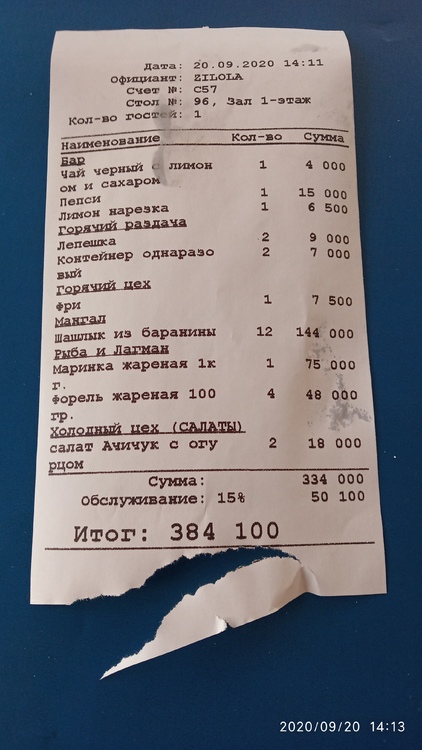 Дата: 20.09.2020 14:11
Официант: ZILOLA
Счет №: C57
Стол №: 96, Зал 1-этаж
Кол-во гостей: 1
Наименование Кол-во Сумма
Бар
Чай черный с лимон 1 4 000
ом и сахаром
Пепси 1 15 000
Лимон нарезка 1 6 500
Горячий раздача
Лепешка 2 9 000
Контейнер одноразо 2 7 000
вый
Горячий цех
Фри 1 7 500
Мангал
Шашлык из баранины 12 144 000
Рыба и Лагман
Маринка жареная 1к 1 75 000
г.
форель жареная 100 4 48 000
гр.
Холодный цех (САЛАТЫ)
салат Ачичук с огу 2 18 000
рцом
Сумма: 334 000
Обслуживание: 15% 50 100
Итог: 384 100
2020/09/20 14:13